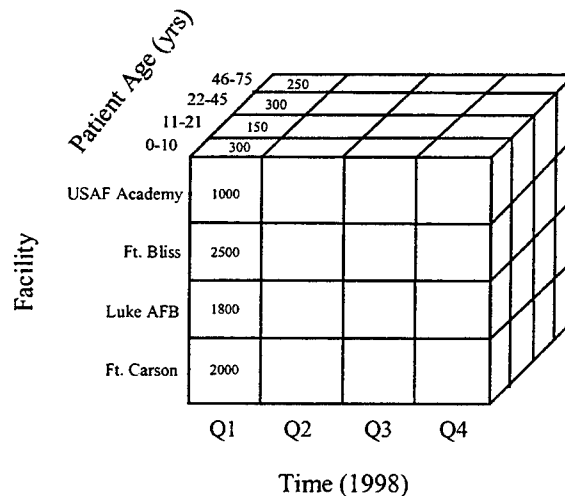 Patient Age (yrs)
46-75 250
22-45 300
11-21 150
0-10 300
Facility
USAF Academy 1000
Ft. Bliss 2500
Luke AFB 1800
Ft. Carson 2000
Q1 Q2 Q3 Q4
Time (1998)